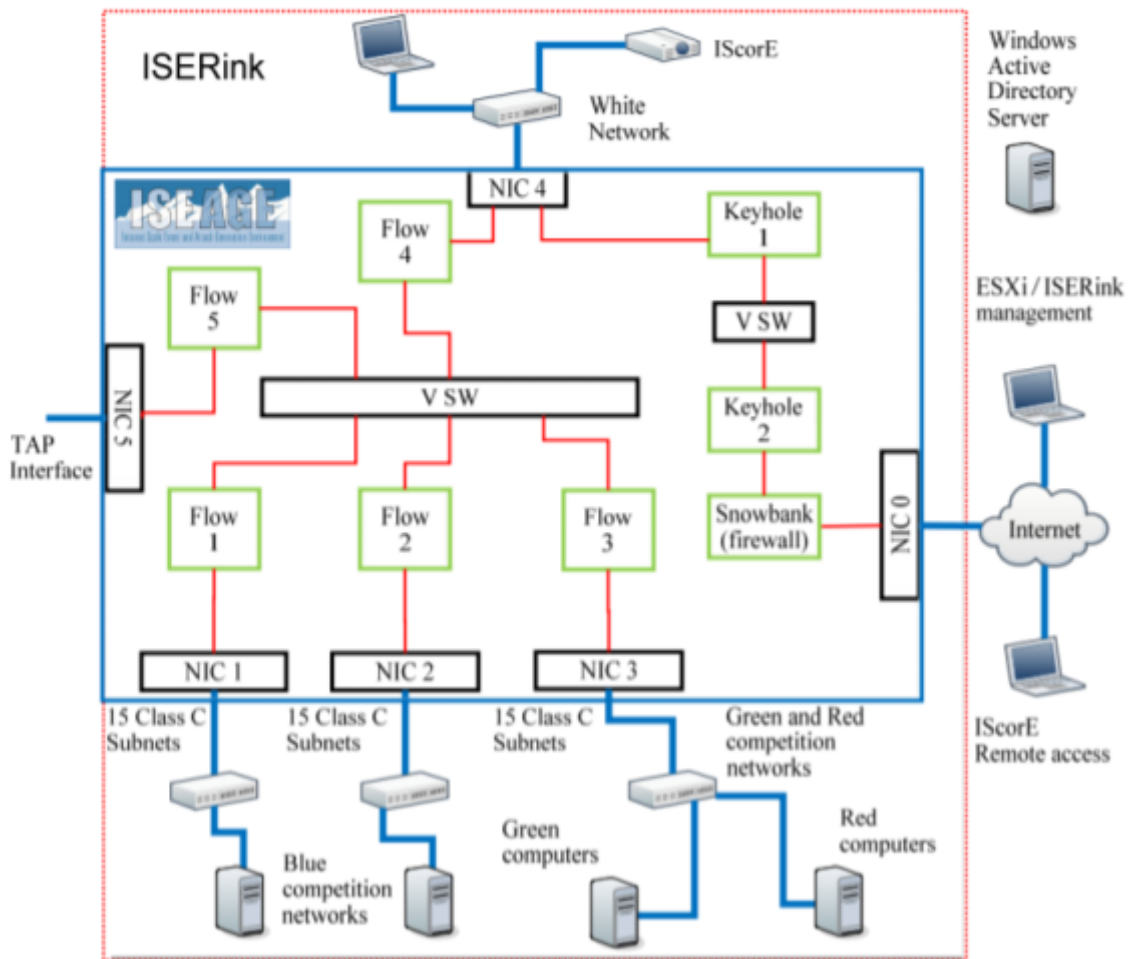 ISERink
IScorE
White
Network
Windows
Active
Directory
Server
NIC 4
ISEAGE
Flow
4
Keyhole
1
Flow
5
V SW
ESXi / ISERink
management
NIC 5
V SW
Keyhole
2
TAP
Interface
Flow
1
Flow
2
Flow
3
Snowbank
(firewall)
NIC 0
Internet
NIC 1
NIC 2
NIC 3
15 Class C
Subnets
15 Class C
Subnets
15 Class C
Subnets
Green and Red
competition
networks
IScorE
Remote access
Blue
competition
networks
Green
computers
Red
computers